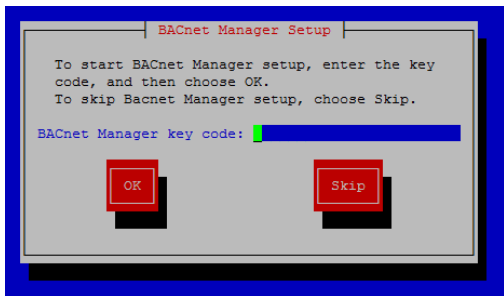 BACnet Manager Setup
To start BACnet Manager setup, enter the key
code, and then choose OK.
To skip Bacnet Manager setup, choose Skip.
BACnet Manager key code:
OK Skip